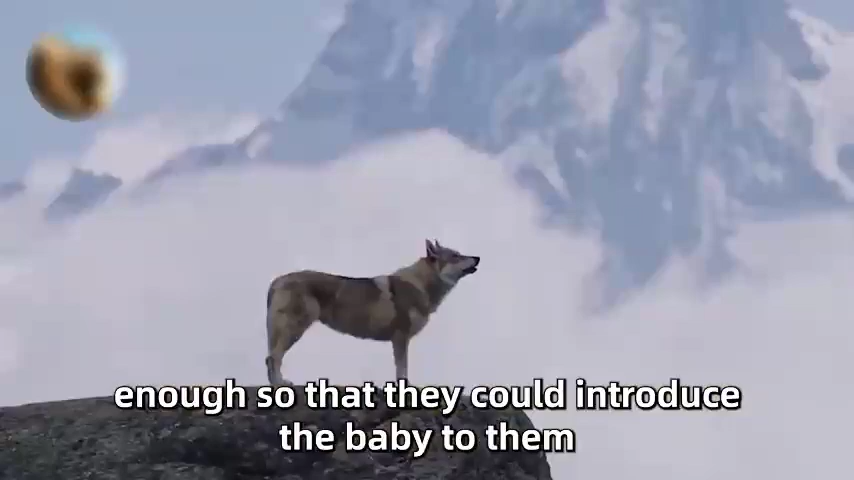 enough so that they could introduce
the baby to them